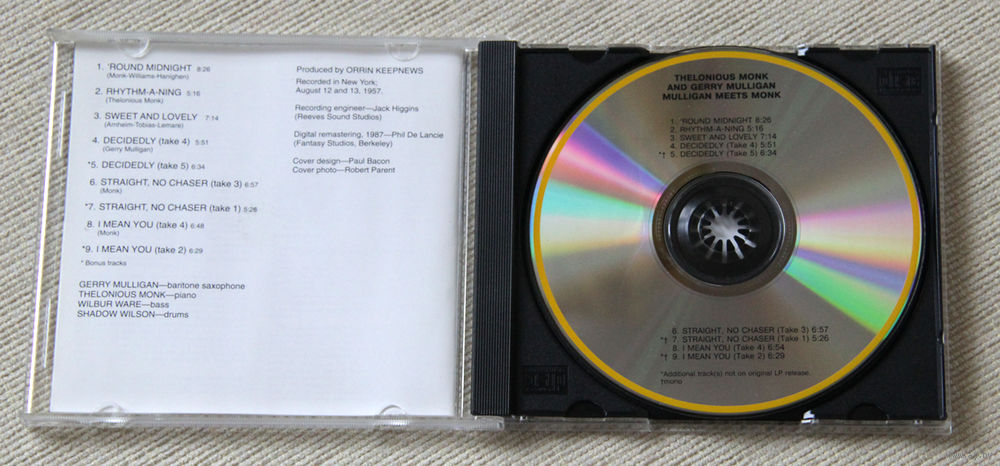 1. 'ROUND MIDNIGHT 8:26
(Monk-Williams-Hanighen)
2. RHYTHM-A-NING 5:16
(Thelonious Monk)
3. SWEET AND LOVELY 7:14
(Arnheim-Tobias-Lemare)
4. DECIDEDLY (take 4) 5:51
(Gerry Mulligan)
*5. DECIDEDLY (take 5) 6:34
6. STRAIGHT, NO CHASER (take 3) 6:57
(Monk)
*7. STRAIGHT, NO CHASER (take 1) 5:26
8. I MEAN YOU (take 4) 6:48
(Monk)
*9. I MEAN YOU (take 2) 6:29
* Bonus tracks
GERRY MULLIGAN—baritone saxophone
THELONIOUS MONK—piano
WILBUR WARE—bass
SHADOW WILSON—drums
Produced by ORRIN KEEPNEWS
Recorded in New York;
August 12 and 13, 1957.
Recording engineer—Jack Higgins
(Reeves Sound Studios)
Digital remastering, 1987—Phil De Lancie
(Fantasy Studios, Berkeley)
Cover design—Paul Bacon
Cover photo—Robert Parent
THELONIOUS MONK
AND GERRY MULLIGAN
MULLIGAN MEETS MONK
1. 'ROUND MIDNIGHT 8:26
2. RHYTHM-A-NING 5:16
3. SWEET AND LOVELY 7:14
4. DECIDEDLY (Take 4) 5:51
*† 5. DECIDEDLY (Take 5) 6:34
6. STRAIGHT, NO CHASER (Take 3) 6:57
*† 7. STRAIGHT, NO CHASER (Take 1) 5:26
8. I MEAN YOU (Take 4) 6:54
*† 9. I MEAN YOU (Take 2) 6:29
*Additional track(s) not on original LP release.
†mono